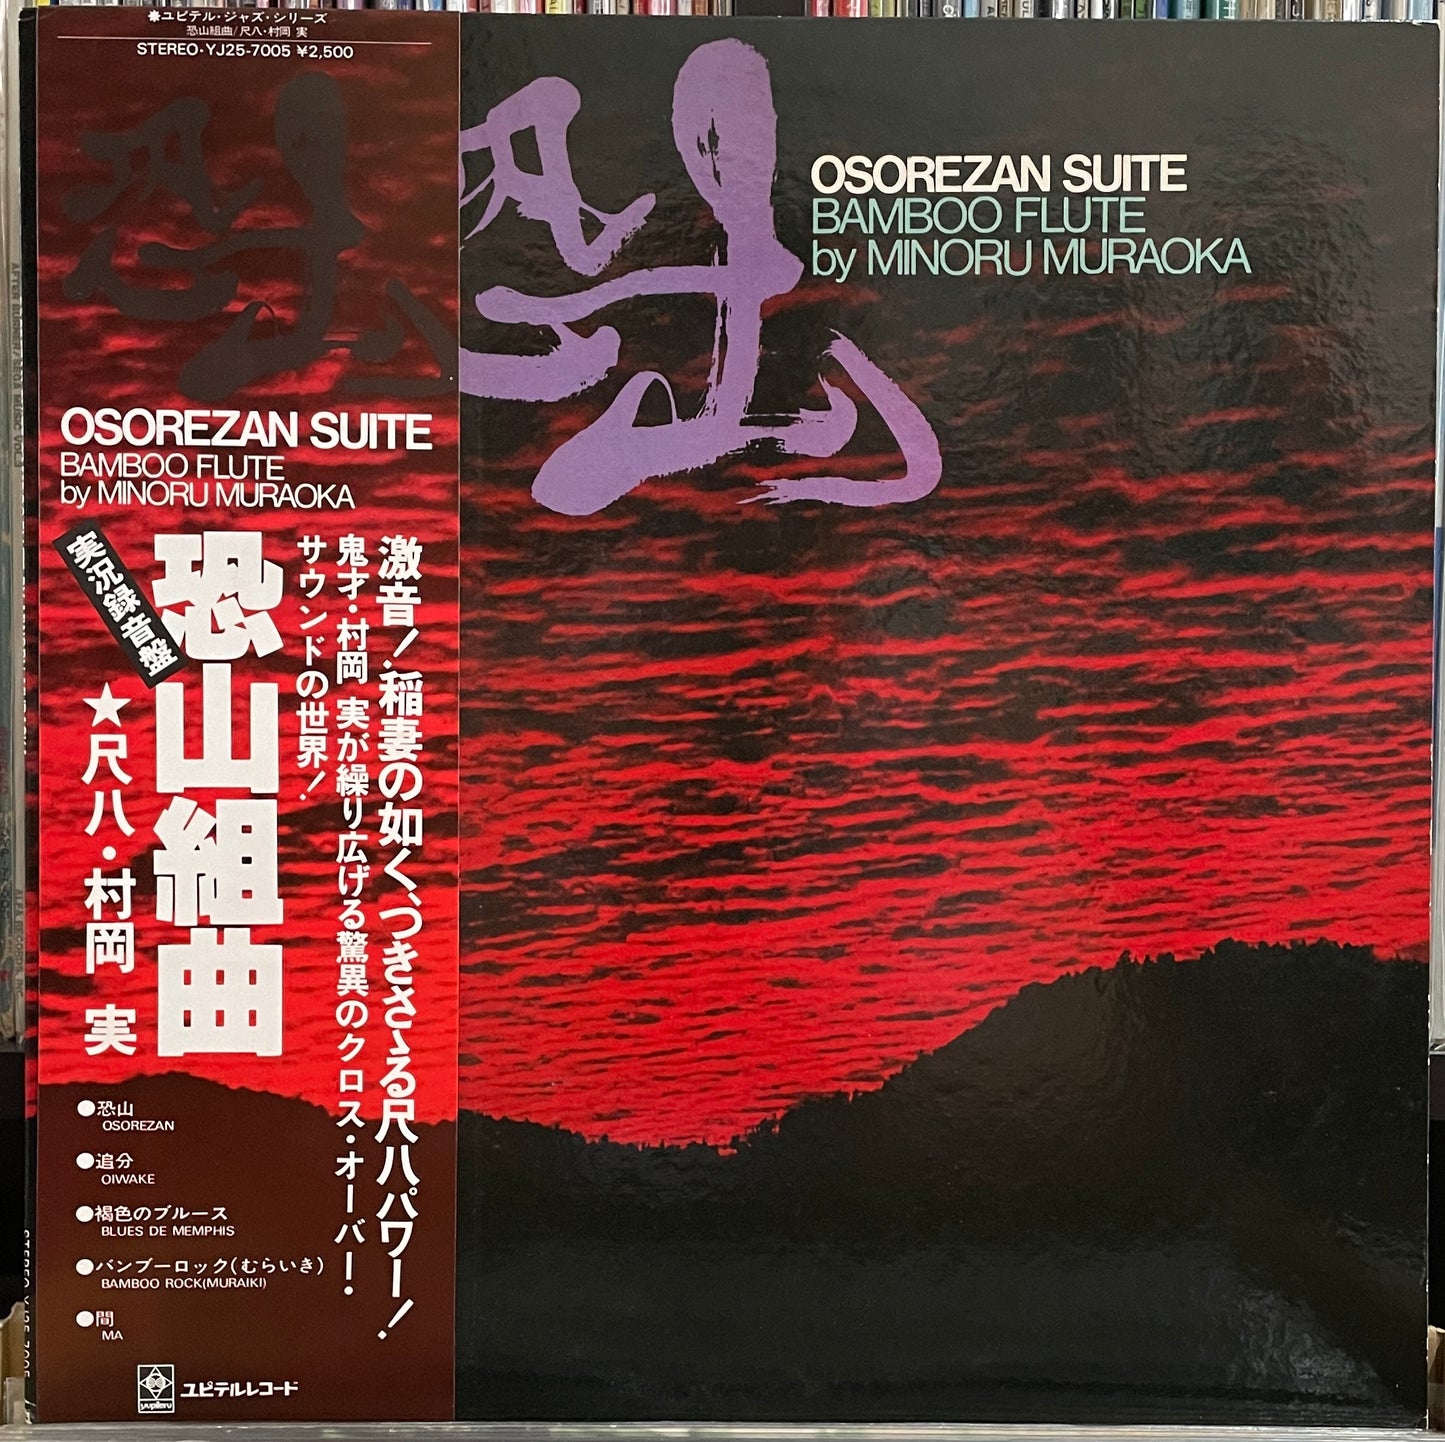 ✱ユピテル・ジャズ・シリーズ
恐山組曲/尺八・村岡 実
STEREO・YJ25-7005 ¥2,500
恐山
OSOREZAN SUITE
BAMBOO FLUTE
by MINORU MURAOKA
OSOREZAN SUITE
BAMBOO FLUTE
by MINORU MURAOKA
激音!稲妻の如く、つきさゝる尺八パワー!
鬼才・村岡 実が繰り広げる驚異のクロス・オーバー・
サウンドの世界!
恐山組曲
実況録音盤
★尺八・村岡 実
●恐山
OSOREZAN
●追分
OIWAKE
●褐色のブルース
BLUES DE MEMPHIS
●バンブーロック(むらいき)
BAMBOO ROCK(MURAIKI)
●間
MA
yupiteru
ユピテルレコード